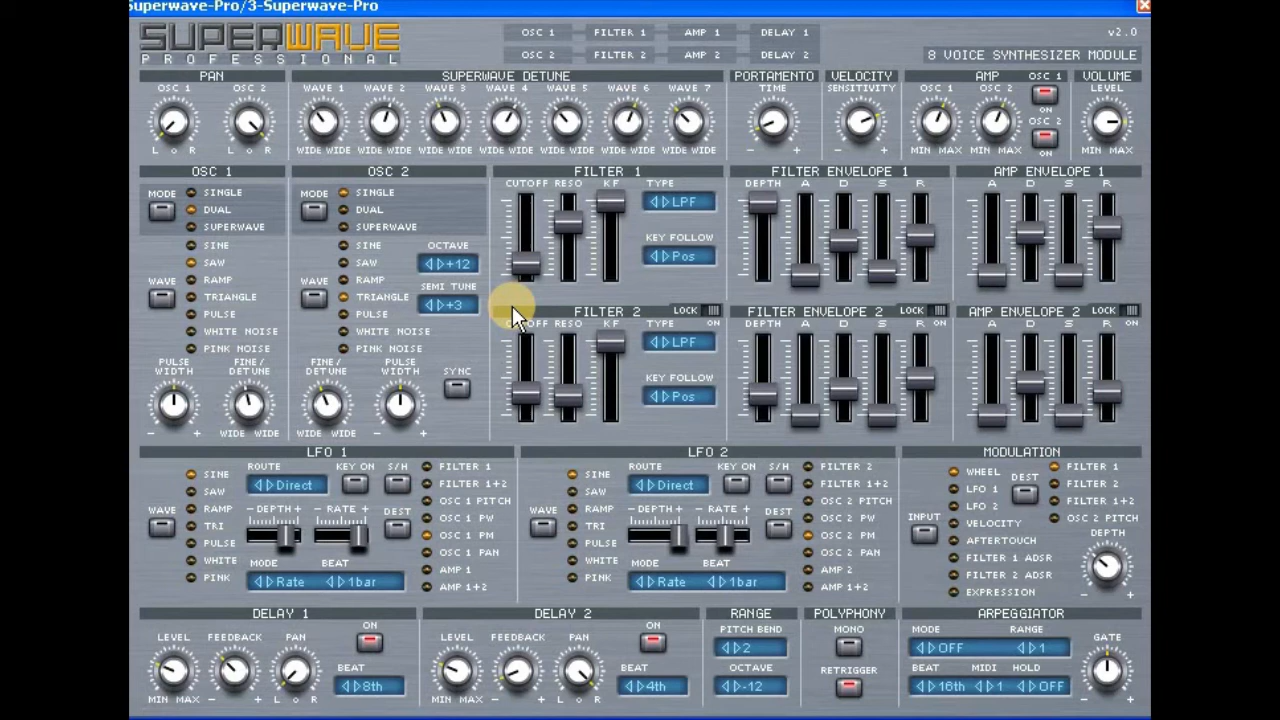 Superwave-Pro/3-Superwave-Pro
SUPERWAVE
PROFESSIONAL
OSC 1 FILTER 1 AMP 1 DELAY 1
OSC 2 FILTER 2 AMP 2 DELAY 2
v2.0
8 VOICE SYNTHESIZER MODULE
PAN SUPERWAVE DETUNE PORTAMENTO VELOCITY AMP OSC 1 VOLUME
OSC 1 OSC 2 WAVE 1 WAVE 2 WAVE 3 WAVE 4 WAVE 5 WAVE 6 WAVE 7 TIME SENSITIVITY OSC 1 OSC 2 LEVEL
ON
OSC 2
L o R L o R WIDE WIDE WIDE WIDE WIDE WIDE WIDE WIDE WIDE WIDE WIDE WIDE WIDE WIDE - + - + MIN MAX MIN MAX ON MIN MAX
OSC 1 OSC 2 FILTER 1 FILTER ENVELOPE 1 AMP ENVELOPE 1
CUTOFF RESO KF TYPE DEPTH A D S R A D S R
MODE SINGLE MODE SINGLE
LPF
DUAL DUAL
SUPERWAVE SUPERWAVE
KEY FOLLOW
SINE SINE OCTAVE
Pos
SAW SAW +12
WAVE RAMP WAVE RAMP SEMI TUNE
TRIANGLE TRIANGLE +3
PULSE PULSE
FILTER 2 LOCK FILTER ENVELOPE 2 LOCK AMP ENVELOPE 2 LOCK
RESO KF TYPE ON DEPTH A D S R ON A D S R ON
WHITE NOISE WHITE NOISE
LPF
PINK NOISE PINK NOISE
PULSE WIDTH FINE/ DETUNE FINE/ DETUNE PULSE WIDTH SYNC
KEY FOLLOW
Pos
- + WIDE WIDE WIDE WIDE - +
LFO 1 LFO 2 MODULATION
SINE ROUTE KEY ON S/H FILTER 1 SINE ROUTE KEY ON S/H FILTER 2 WHEEL DEST FILTER 1
SAW Direct FILTER 1+2 SAW Direct FILTER 1+2 LFO 1 FILTER 2
RAMP - DEPTH + - RATE + DEST OSC 1 PITCH RAMP - DEPTH + - RATE + DEST OSC 2 PITCH LFO 2 FILTER 1+2
WAVE TRI OSC 1 PW WAVE TRI OSC 2 PW INPUT VELOCITY OSC 2 PITCH
PULSE OSC 1 PM PULSE OSC 2 PM AFTERTOUCH DEPTH
WHITE MODE BEAT OSC 1 PAN WHITE MODE BEAT OSC 2 PAN FILTER 1 ADSR
PINK Rate 1bar AMP 1 PINK Rate 1bar AMP 2 FILTER 2 ADSR
AMP 1+2 AMP 1+2 EXPRESSION - +
DELAY 1 DELAY 2 RANGE POLYPHONY ARPEGGIATOR
LEVEL FEEDBACK PAN ON LEVEL FEEDBACK PAN ON PITCH BEND MONO MODE RANGE GATE
2 OFF 1
BEAT BEAT OCTAVE RETRIGGER BEAT MIDI HOLD
8th 4th -12 16th 1 OFF
MIN MAX - + L o R MIN MAX - + L o R - +